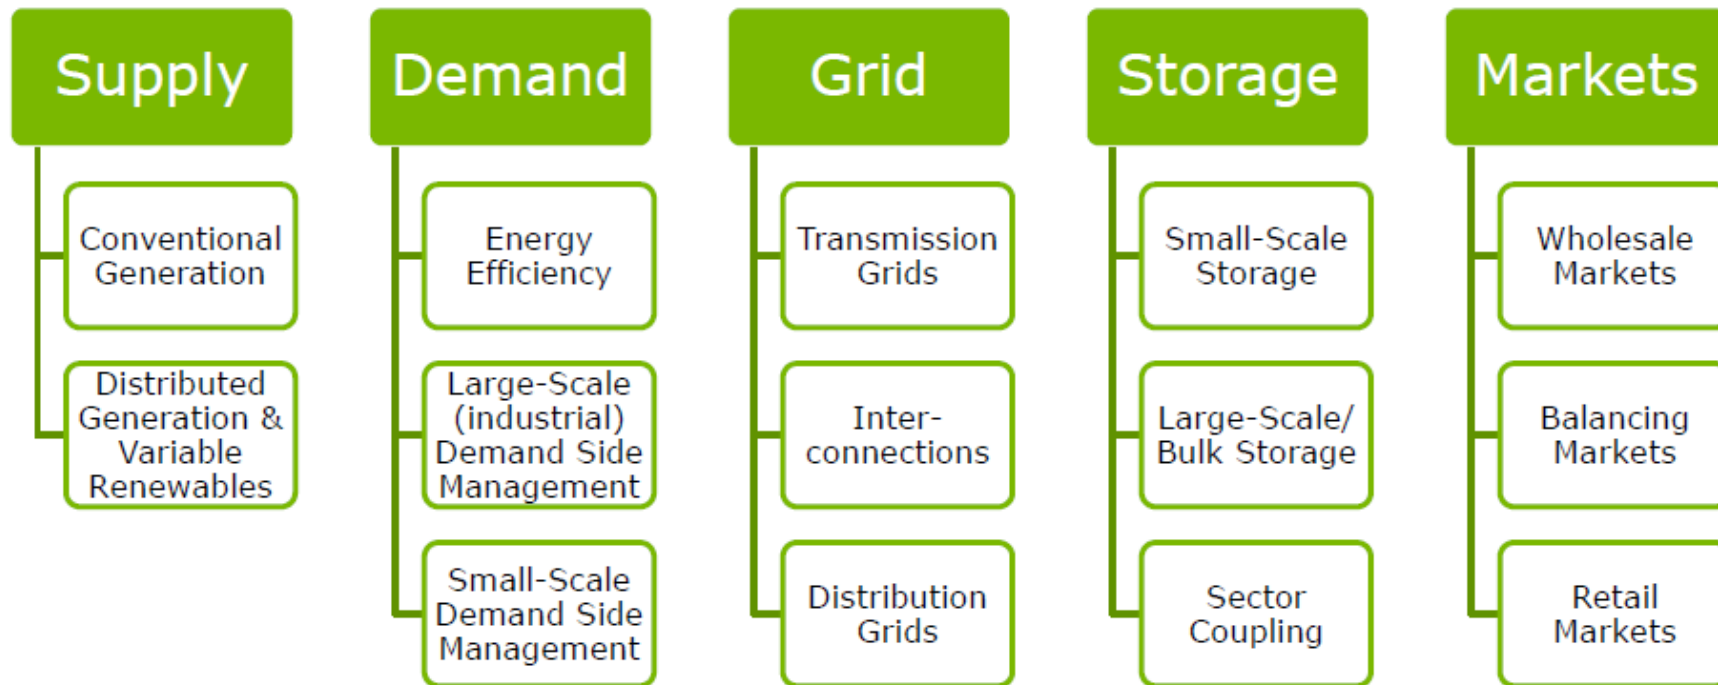 Supply
Conventional
Generation
Distributed
Generation &
Variable
Renewables
Demand
Energy
Efficiency
Large-Scale
(industrial)
Demand Side
Management
Small-Scale
Demand Side
Management
Grid
Transmission
Grids
Inter-
connections
Distribution
Grids
Storage
Small-Scale
Storage
Large-Scale/
Bulk Storage
Sector
Coupling
Markets
Wholesale
Markets
Balancing
Markets
Retail
Markets